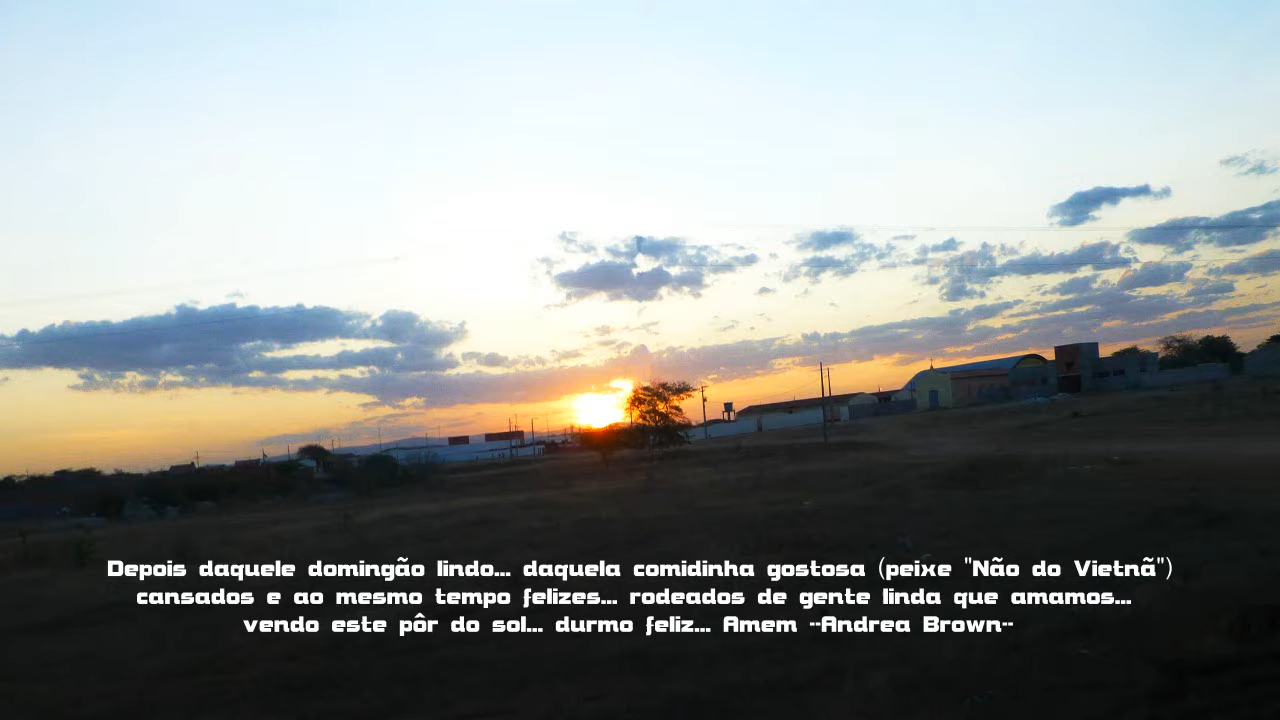 Depois daquele domingão lindo... daquela comidinha gostosa (peixe "Não do Vietnã")
cansados e ao mesmo tempo felizes... rodeados de gente linda que amamos...
vendo este pôr do sol... durmo feliz... Amem --Andrea Brown--